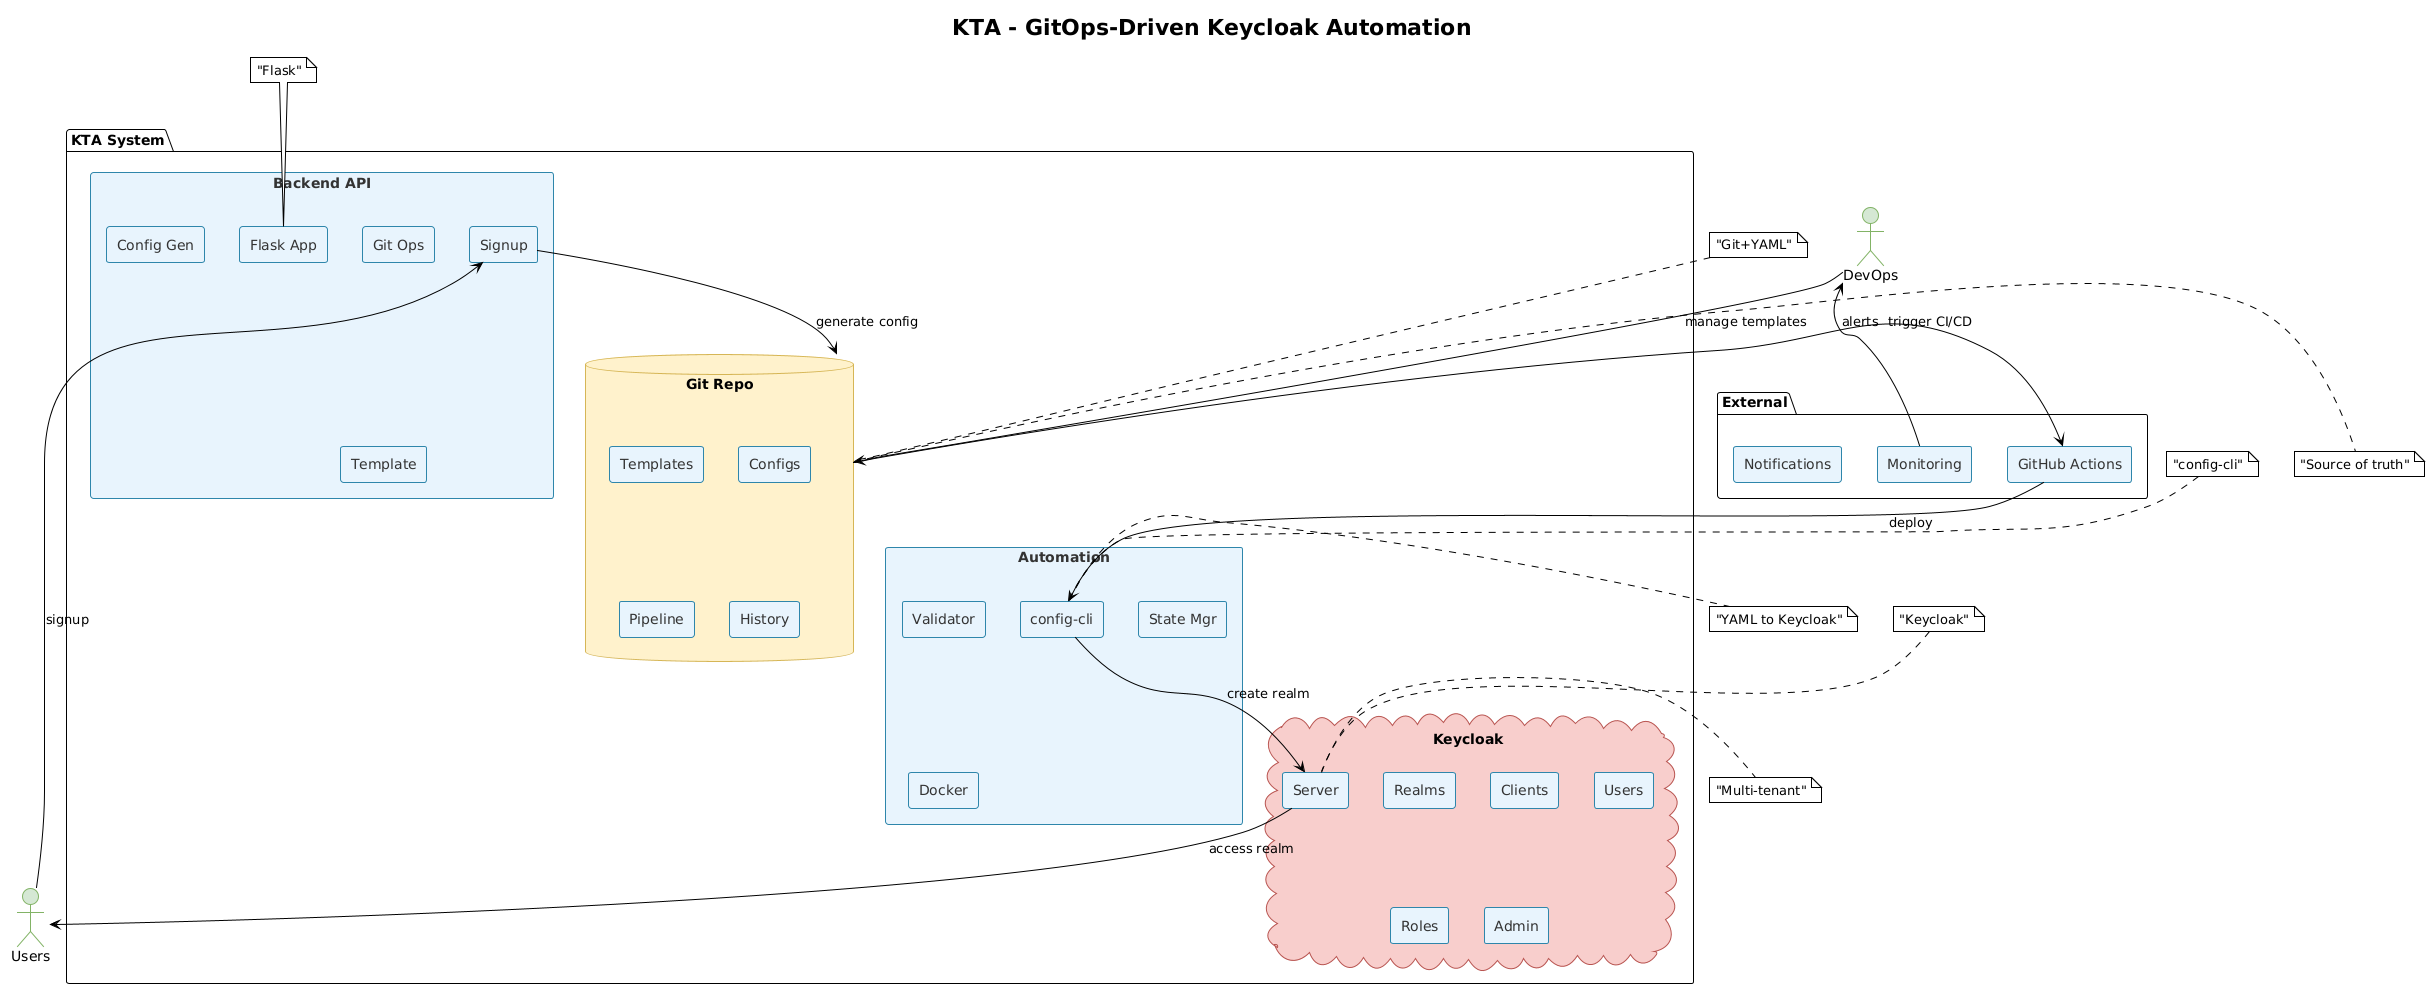 KTA - GitOps-Driven Keycloak Automation
"Flask"
KTA System
Backend API
Config Gen
Flask App
Git Ops
Signup
"Git+YAML"
DevOps
generate config
manage templates
alerts
trigger CI/CD
Git Repo
External
Template
Templates
Configs
Notifications
Monitoring
GitHub Actions
"config-cli"
"Source of truth"
deploy
Automation
signup
Pipeline
History
Validator
config-cli
State Mgr
"YAML to Keycloak"
"Keycloak"
create realm
Keycloak
Docker
Server
Realms
Clients
Users
"Multi-tenant"
access realm
Roles
Admin
Users